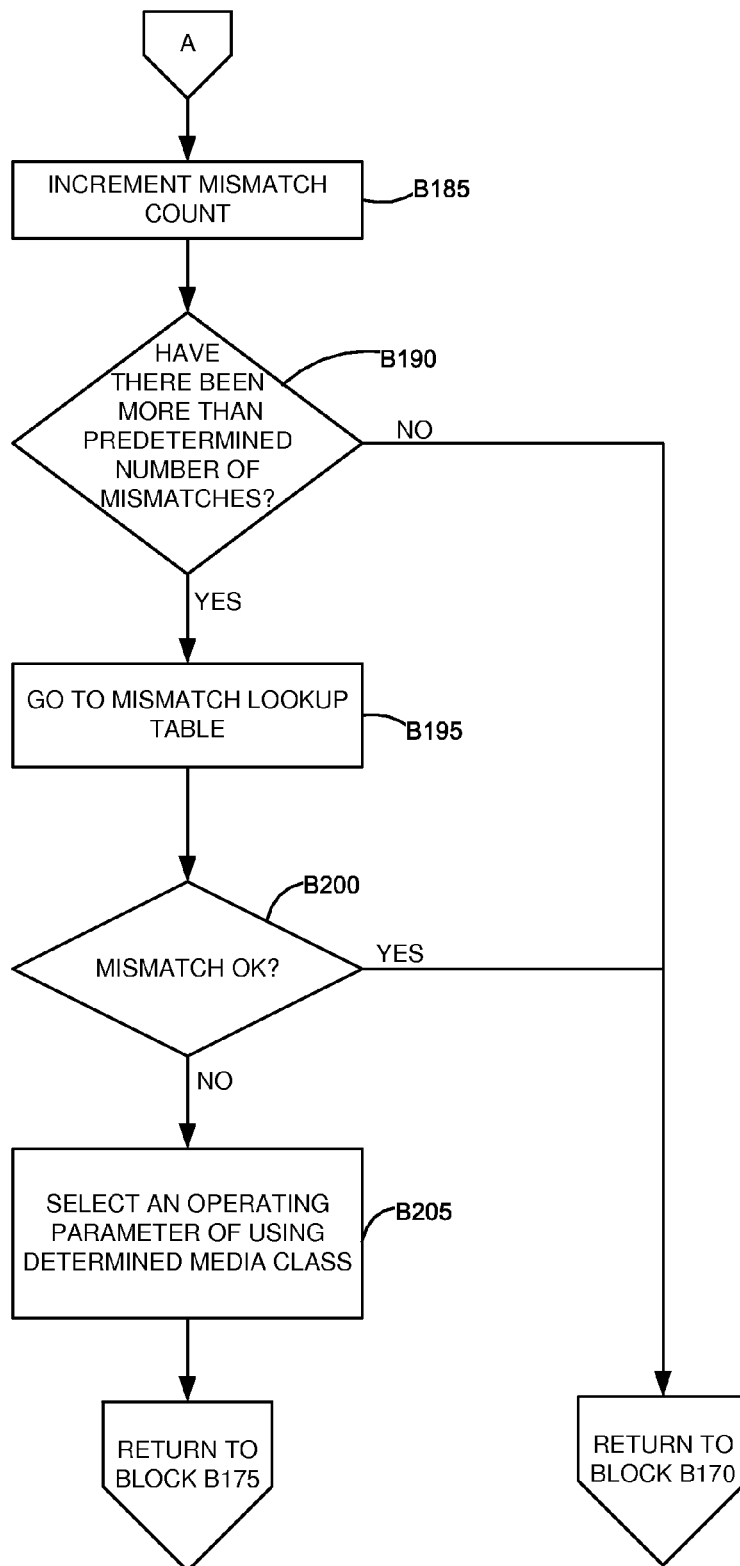 A
INCREMENT MISMATCH
COUNT
B185
HAVE
THERE BEEN
MORE THAN
PREDETERMINED
NUMBER OF
MISMATCHES?
B190
NO
YES
GO TO MISMATCH LOOKUP
TABLE
B195
B200
MISMATCH OK?
YES
NO
SELECT AN OPERATING
PARAMETER OF USING
DETERMINED MEDIA CLASS
B205
RETURN TO
BLOCK B175
RETURN TO
BLOCK B170